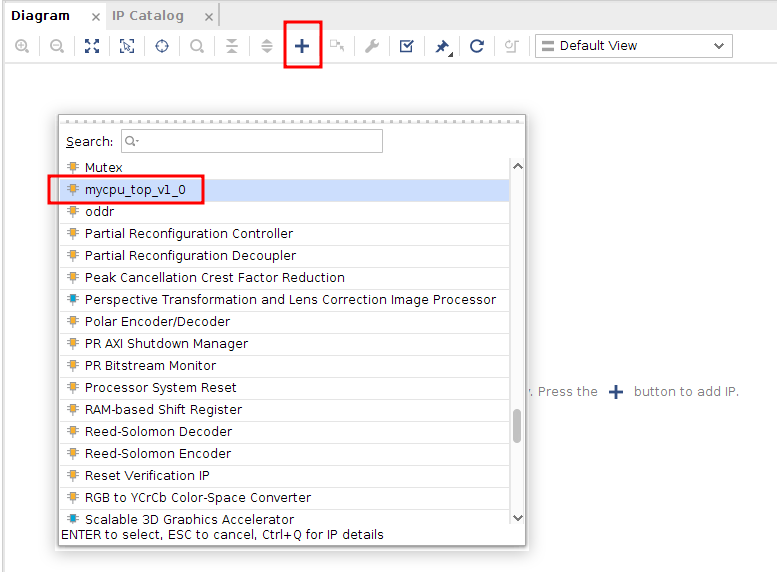 Diagram
IP Catalog
Default View
Search:
Mutex
mycpu_top_v1_0
oddr
Partial Reconfiguration Controller
Partial Reconfiguration Decoupler
Peak Cancellation Crest Factor Reduction
Perspective Transformation and Lens Correction Image Processor
Polar Encoder/Decoder
PR AXI Shutdown Manager
PR Bitstream Monitor
Processor System Reset
. Press the + button to add IP.
RAM-based Shift Register
Reed-Solomon Decoder
Reed-Solomon Encoder
Reset Verification IP
RGB to YCrCb Color-Space Converter
Scalable 3D Graphics Accelerator
ENTER to select, ESC to cancel, Ctrl+Q for IP details